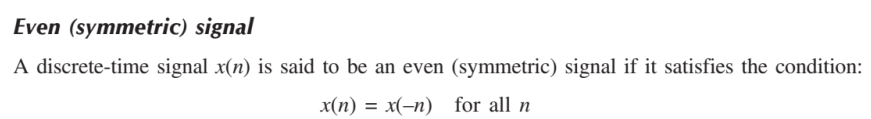 Even (symmetric) signal
A discrete-time signal x(n) is said to be an even (symmetric) signal if it satisfies the condition:
x(n) = x(–n) for all n